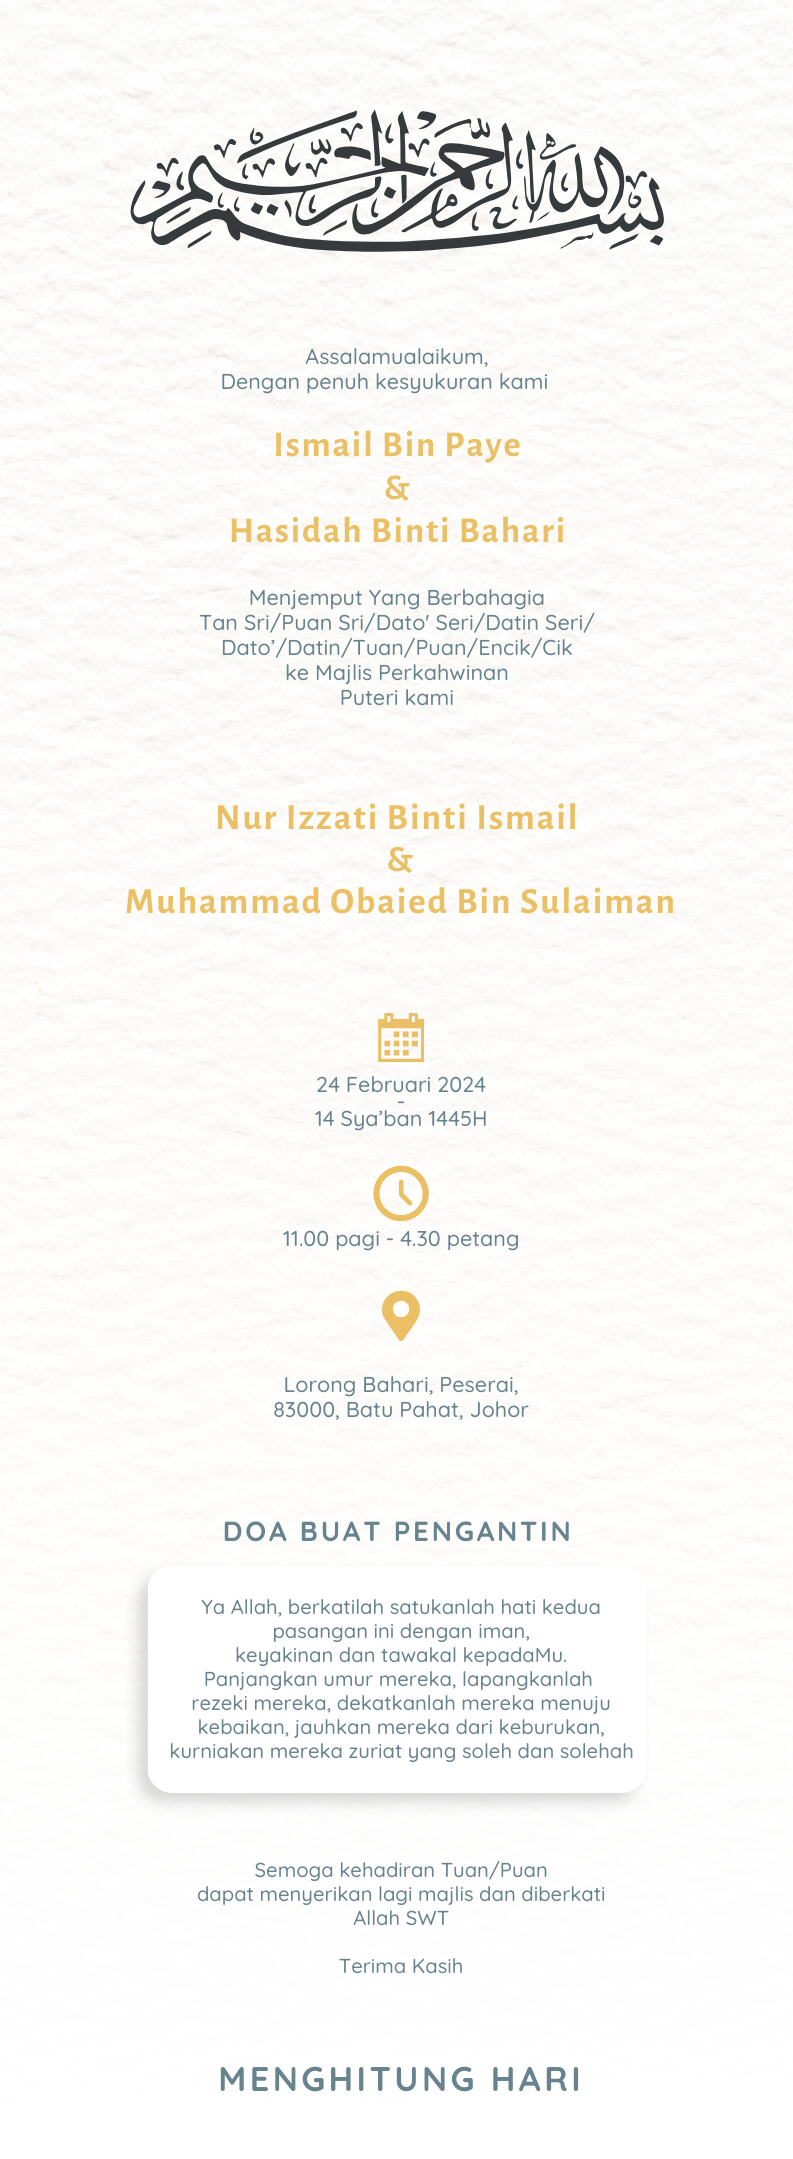 بسم الله الرحمن الرحيم
Assalamualaikum,
Dengan penuh kesyukuran kami
Ismail Bin Paye
&
Hasidah Binti Bahari
Menjemput Yang Berbahagia
Tan Sri/Puan Sri/Dato' Seri/Datin Seri/
Dato’/Datin/Tuan/Puan/Encik/Cik
ke Majlis Perkahwinan
Puteri kami
Nur Izzati Binti Ismail
&
Muhammad Obaied Bin Sulaiman
24 Februari 2024
-
14 Sya’ban 1445H
11.00 pagi - 4.30 petang
Lorong Bahari, Peserai,
83000, Batu Pahat, Johor
DOA BUAT PENGANTIN
Ya Allah, berkatilah satukanlah hati kedua
pasangan ini dengan iman,
keyakinan dan tawakal kepadaMu.
Panjangkan umur mereka, lapangkanlah
rezeki mereka, dekatkanlah mereka menuju
kebaikan, jauhkan mereka dari keburukan,
kurniakan mereka zuriat yang soleh dan solehah
Semoga kehadiran Tuan/Puan
dapat menyerikan lagi majlis dan diberkati
Allah SWT
Terima Kasih
MENGHITUNG HARI